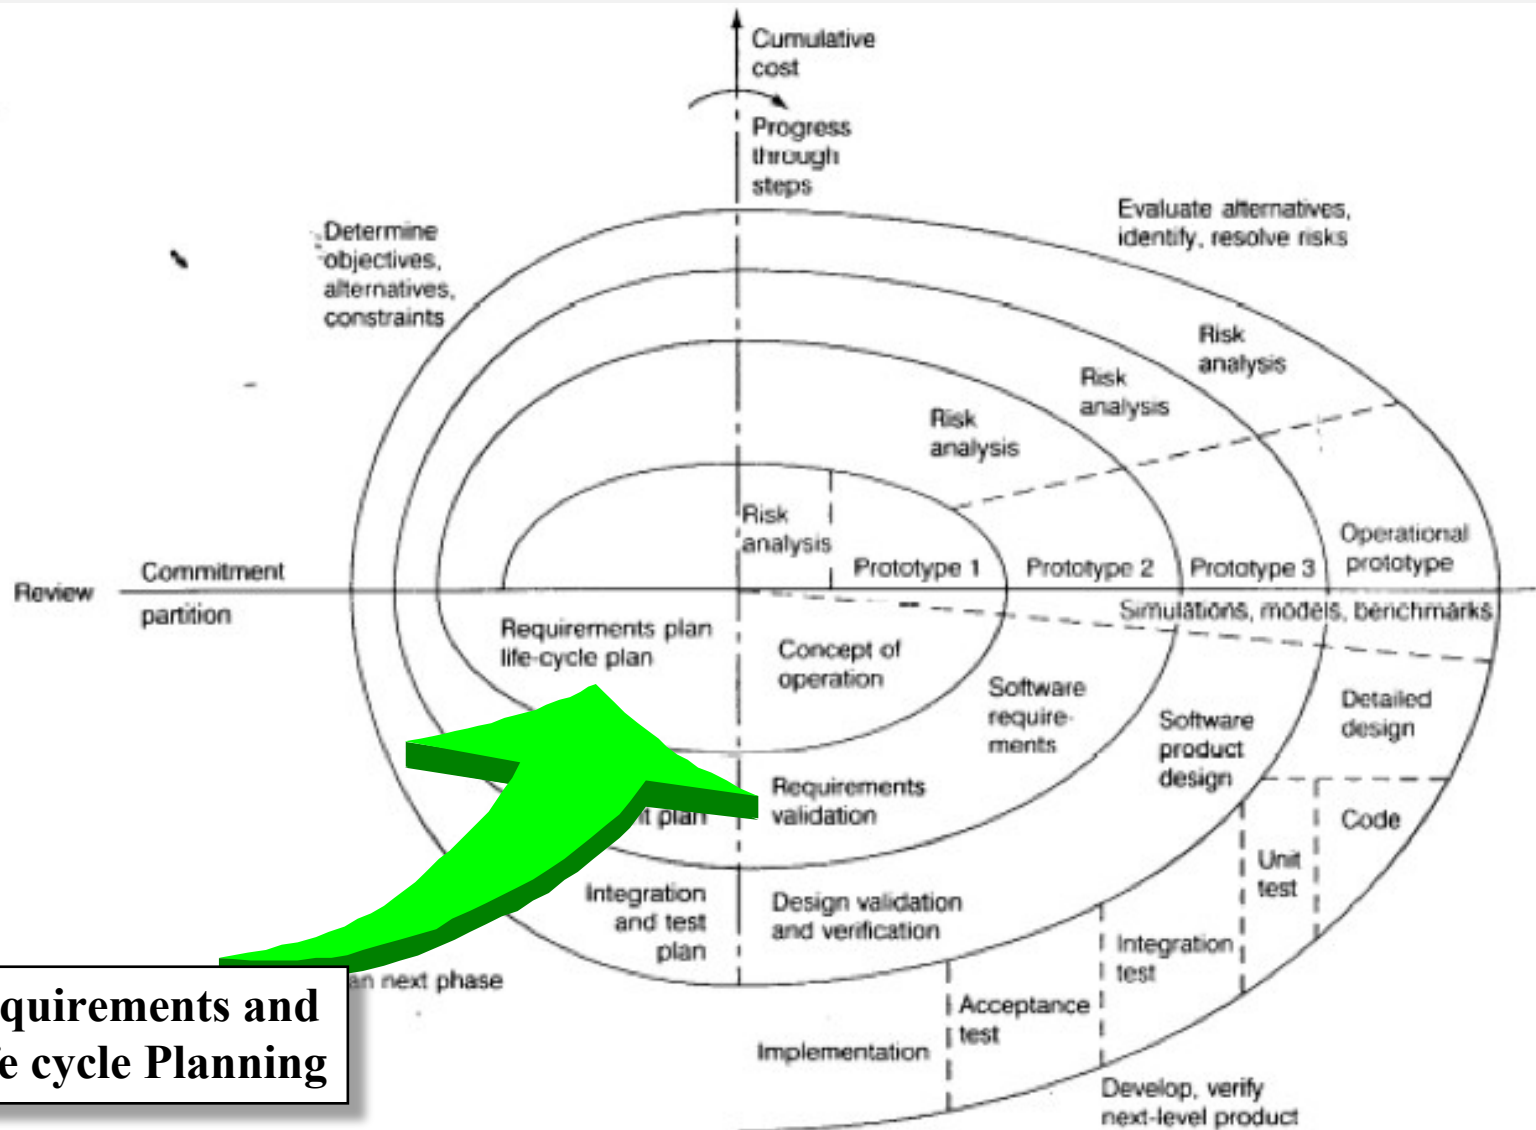 Cumulative
cost
Progress
through
steps
Determine
objectives,
alternatives,
constraints
Evaluate alternatives,
identify, resolve risks
Risk
analysis
Risk
analysis
Risk
analysis
Risk
analysis
Prototype 1
Prototype 2
Prototype 3
Operational
prototype
Review
Commitment
partition
Simulations, models, benchmarks
Requirements plan
life-cycle plan
Concept of
operation
Software
require-
ments
Software
product
design
Detailed
design
Code
Unit
test
Requirements
validation
plan
Integration
and test
plan
Design validation
and verification
Integration
test
Acceptance
test
Implementation
next phase
quirements and
cycle Planning
Develop, verify
next-level product